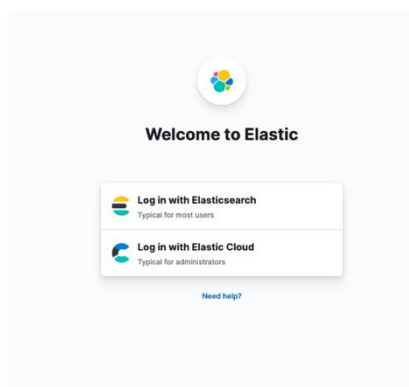 Welcome to Elastic
Log in with Elasticsearch
Typical for most users
Log in with Elastic Cloud
Typical for administrators
Need help?